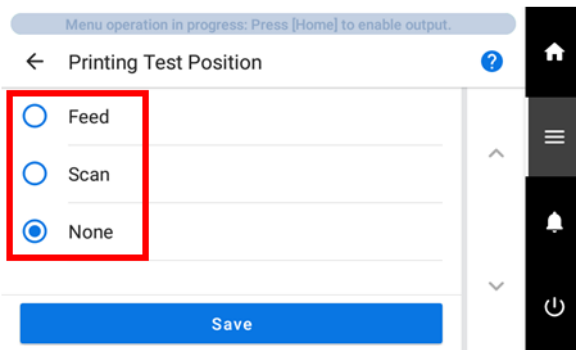 Menu operation in progress: Press [Home] to enable output.
Printing Test Position
?
Feed
Scan
None
Save